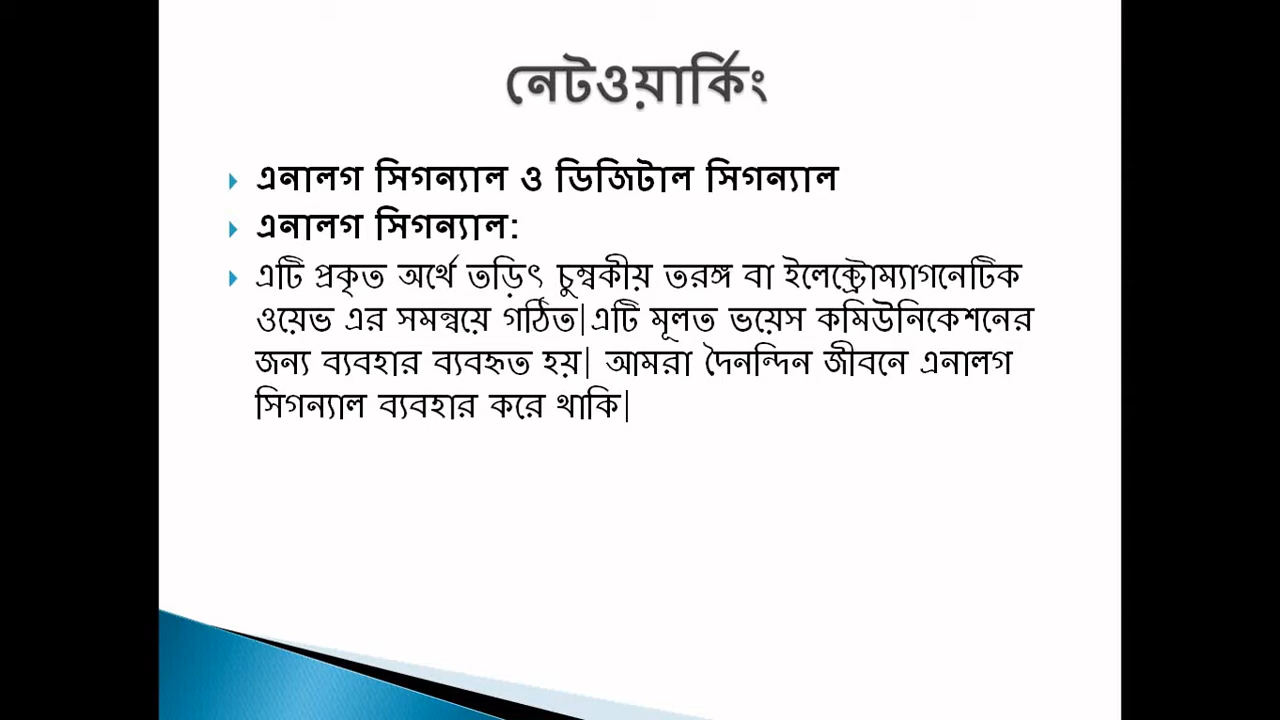 নেটওয়ার্কিং
এনালগ সিগন্যাল ও ডিজিটাল সিগন্যাল
এনালগ সিগন্যাল:
এটি প্রকৃত অর্থে তড়িৎ চুম্বকীয় তরঙ্গ বা ইলেক্ট্রোম্যাগনেটিক
ওয়েভ এর সমন্বয়ে গঠিত|এটি মূলত ভয়েস কমিউনিকেশনের
জন্য ব্যবহার ব্যবহৃত হয়| আমরা দৈনন্দিন জীবনে এনালগ
সিগন্যাল ব্যবহার করে থাকি|